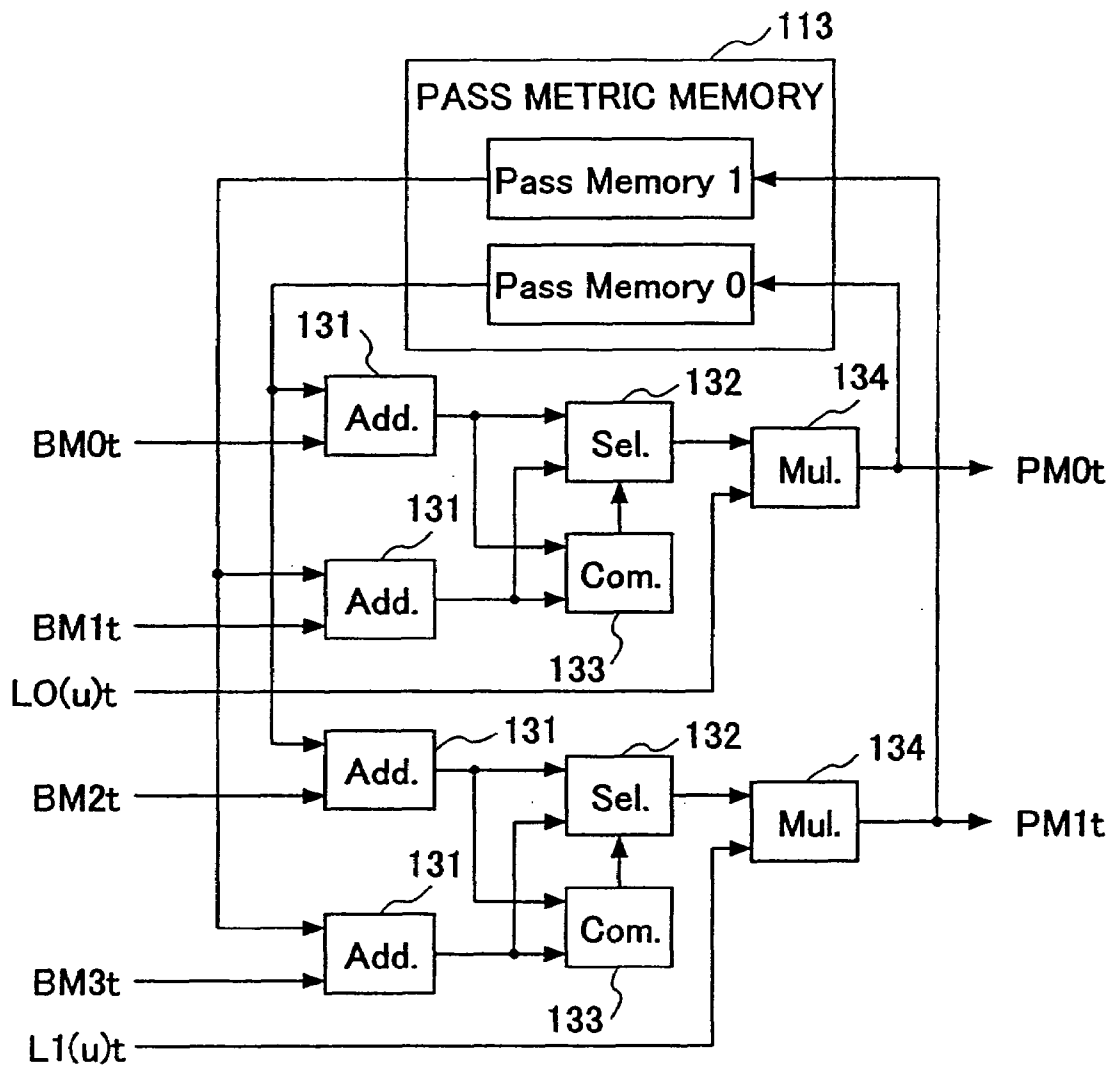 113
PASS METRIC MEMORY
Pass Memory 1
Pass Memory 0
131
132
134
Add.
BM0t
Sel.
Mul.
PM0t
131
Add.
Com.
BM1t
133
L0(u)t
131
132
134
Add.
BM2t
Sel.
Mul.
PM1t
131
Add.
Com.
BM3t
133
L1(u)t